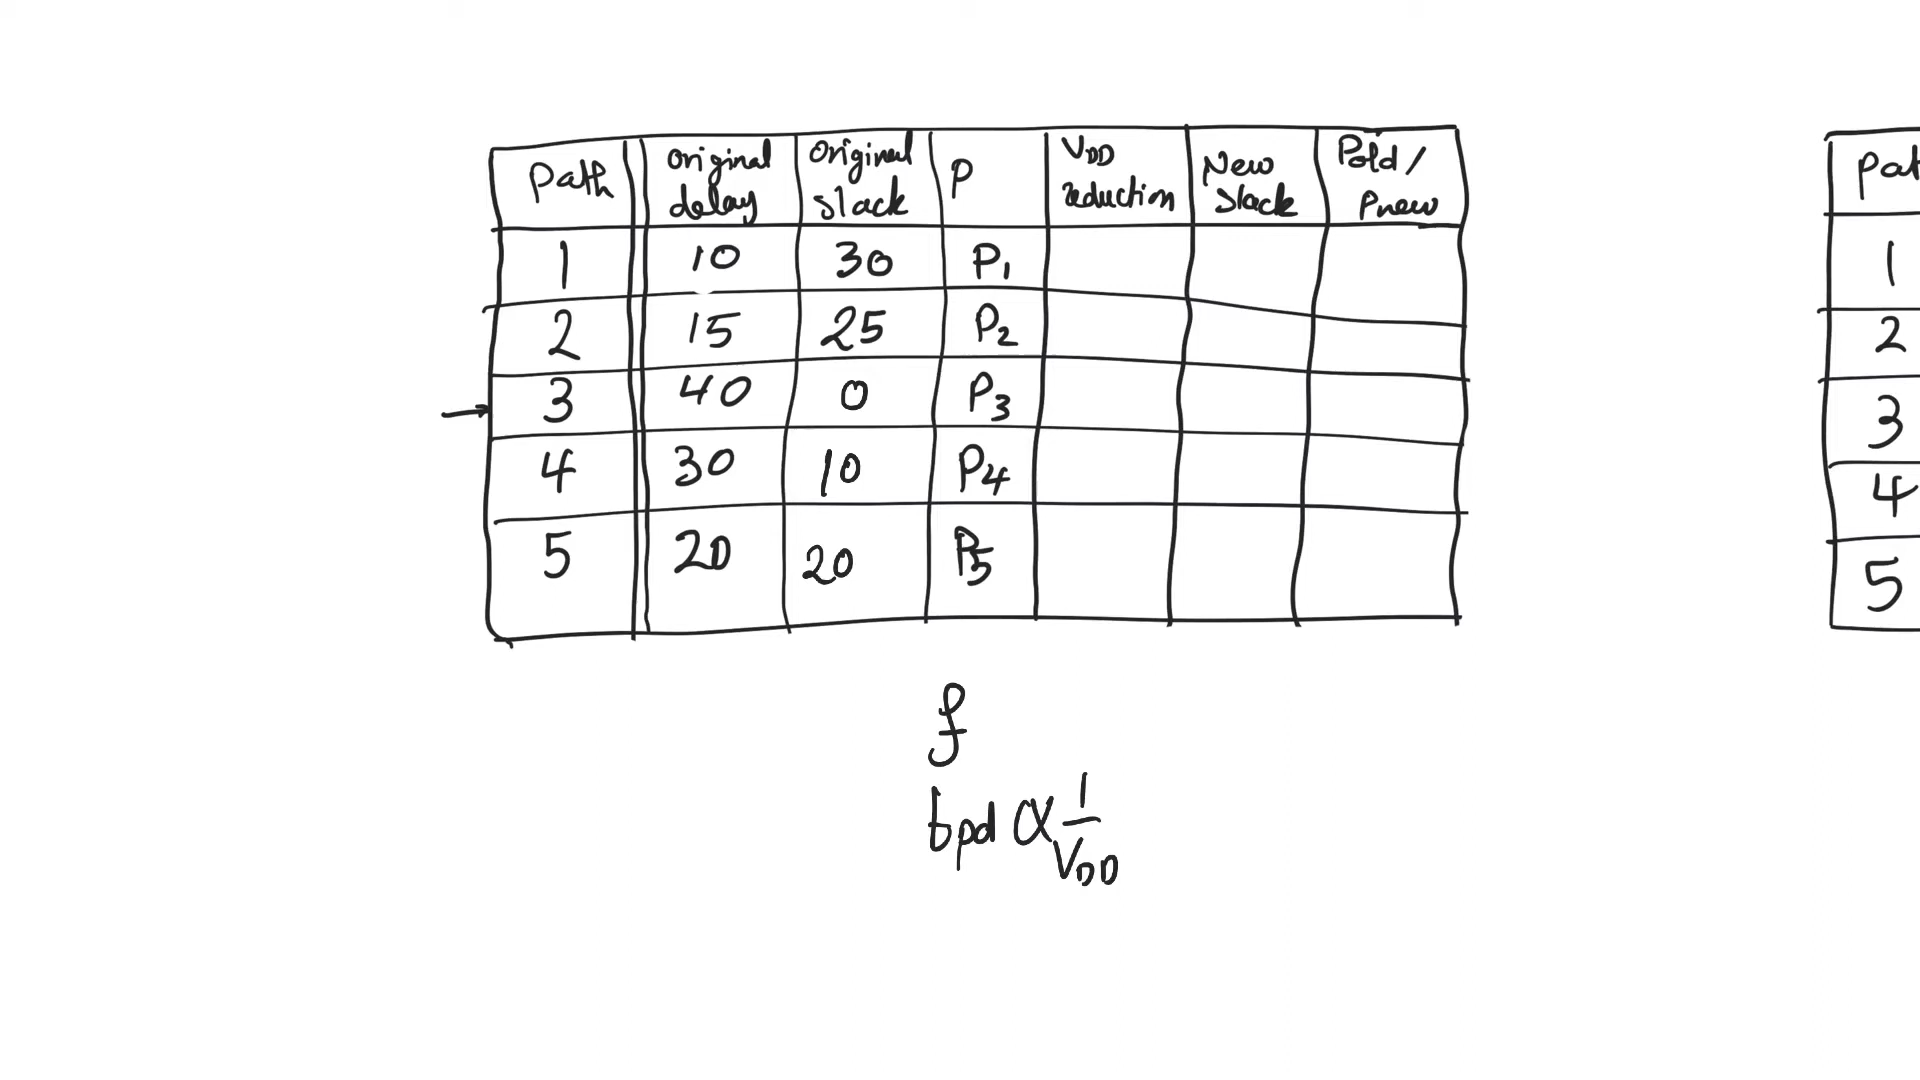 Path | Original delay | Original slack | P | VDD reduction | New Slack | Pold / Pnew
1 | 10 | 30 | P1
2 | 15 | 25 | P2
3 | 40 | 0 | P3
4 | 30 | 10 | P4
5 | 20 | 20 | P5
f
tpd ∝ 1/VDD
1
2
3
4
5